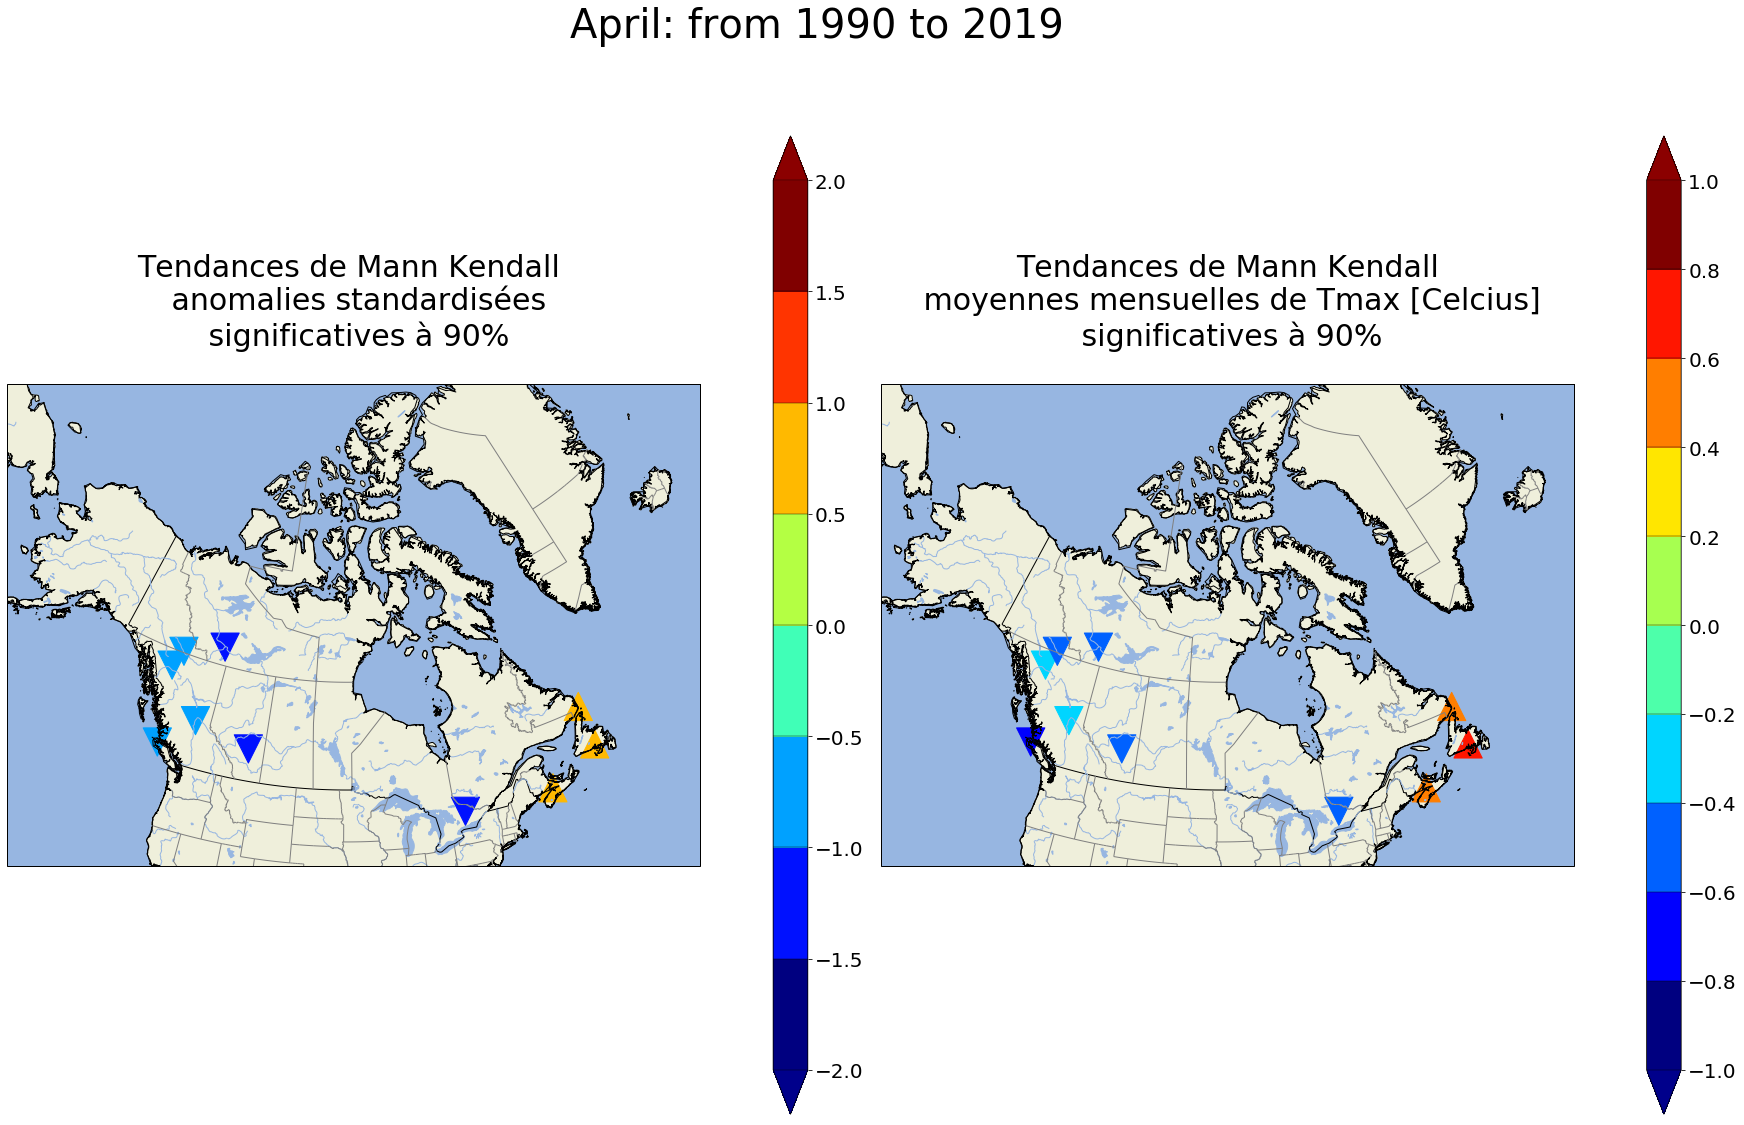 April: from 1990 to 2019
Tendances de Mann Kendall
anomalies standardisées
significatives à 90%
2.0
1.5
1.0
0.5
0.0
−0.5
−1.0
−1.5
−2.0
Tendances de Mann Kendall
moyennes mensuelles de Tmax [Celcius]
significatives à 90%
1.0
0.8
0.6
0.4
0.2
0.0
−0.2
−0.4
−0.6
−0.8
−1.0